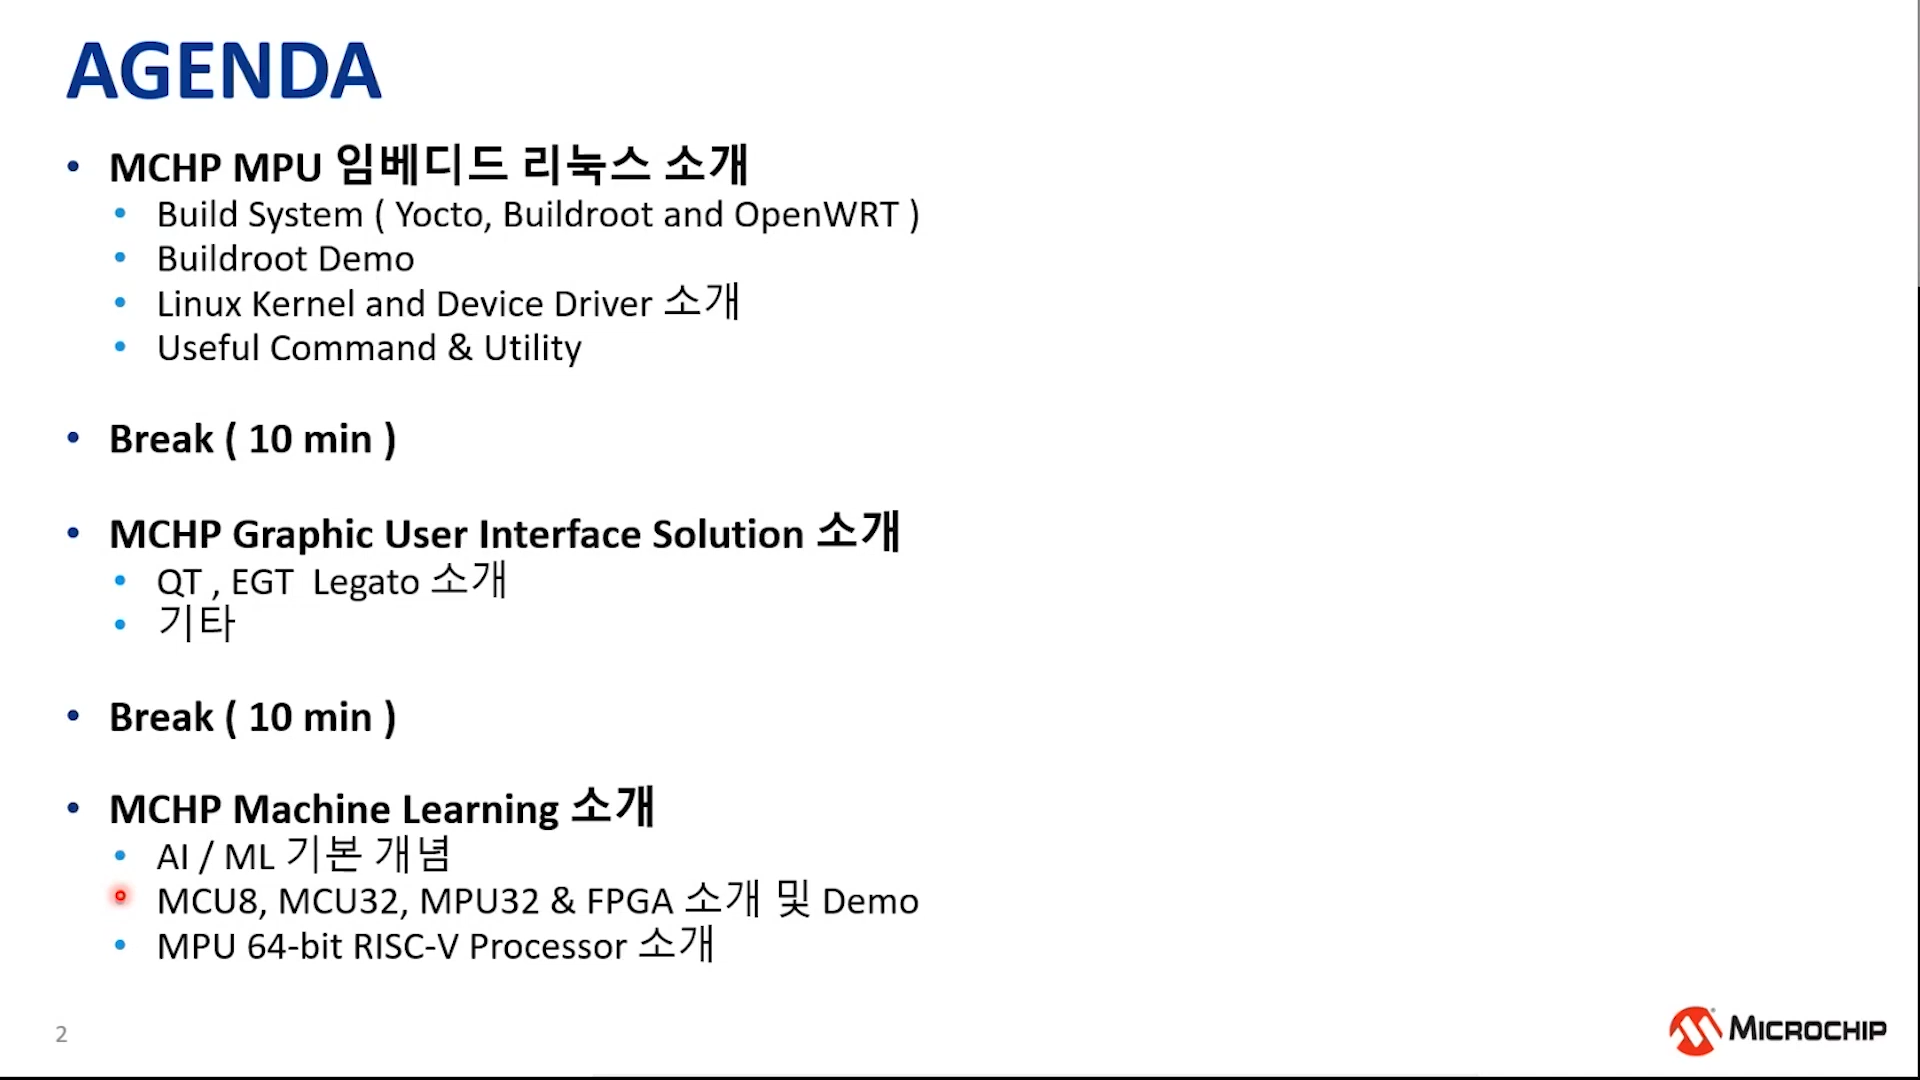 AGENDA
• MCHP MPU 임베디드 리눅스 소개
• Build System ( Yocto, Buildroot and OpenWRT )
• Buildroot Demo
• Linux Kernel and Device Driver 소개
• Useful Command & Utility
• Break ( 10 min )
• MCHP Graphic User Interface Solution 소개
• QT , EGT  Legato 소개
• 기타
• Break ( 10 min )
• MCHP Machine Learning 소개
• AI / ML 기본 개념
• MCU8, MCU32, MPU32 & FPGA 소개 및 Demo
• MPU 64-bit RISC-V Processor 소개
2
MICROCHIP